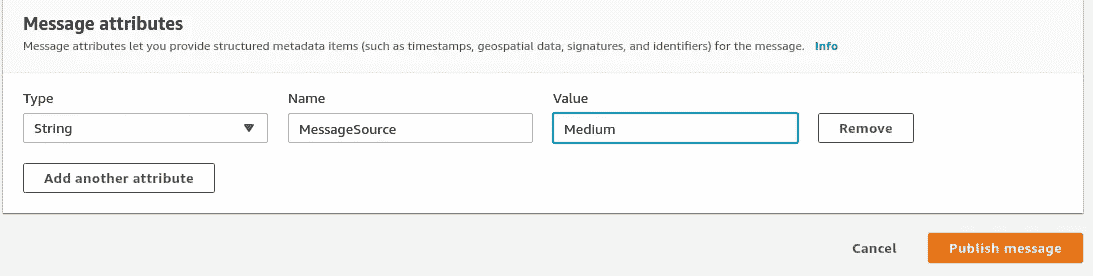 Message attributes
Message attributes let you provide structured metadata items (such as timestamps, geospatial data, signatures, and identifiers) for the message. Info
Type Name Value
String MessageSource Medium Remove
Add another attribute
Cancel Publish message